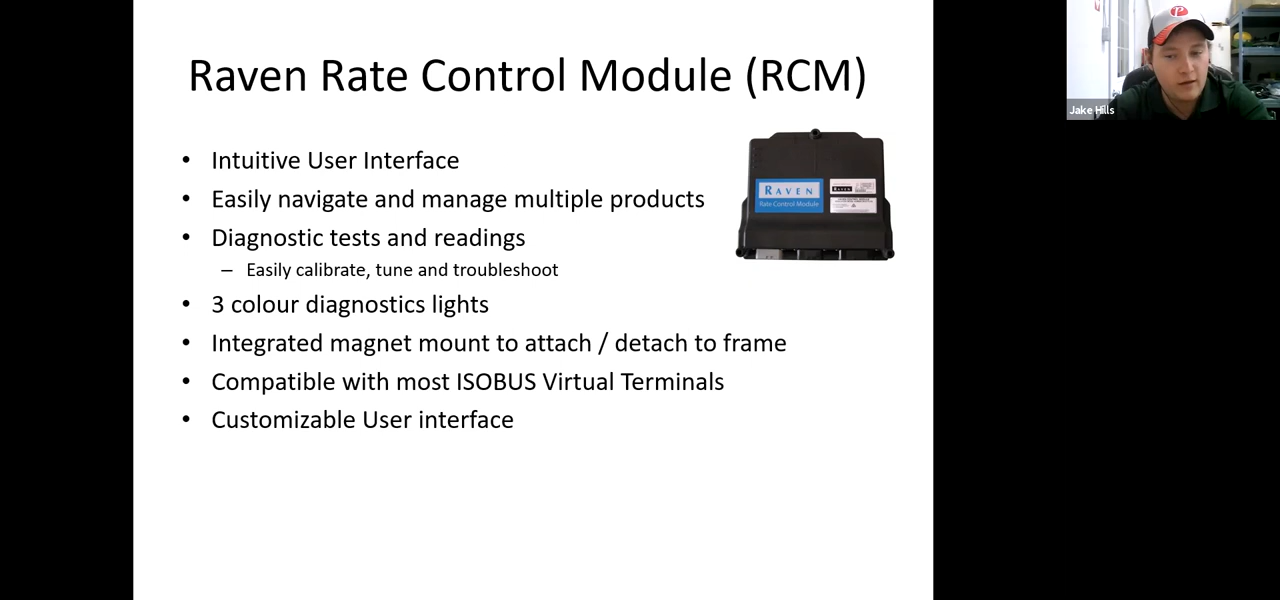 Raven Rate Control Module (RCM)
• Intuitive User Interface
• Easily navigate and manage multiple products
• Diagnostic tests and readings
– Easily calibrate, tune and troubleshoot
• 3 colour diagnostics lights
• Integrated magnet mount to attach / detach to frame
• Compatible with most ISOBUS Virtual Terminals
• Customizable User interface
RAVEN
Rate Control Module
RAVEN
Jake Hills